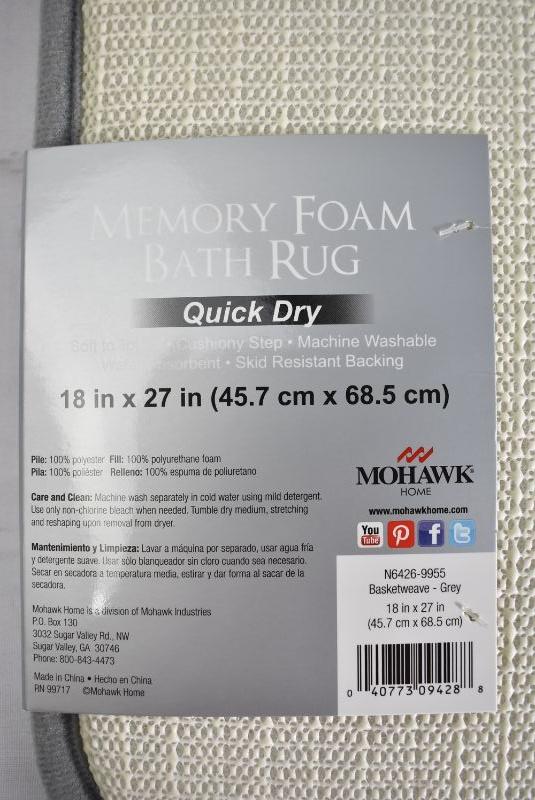 MEMORY FOAM
BATH RUG
Quick Dry
Soft to • Cushiony Step • Machine Washable
Absorbent • Skid Resistant Backing
18 in x 27 in (45.7 cm x 68.5 cm)
Pile: 100% polyester Fill: 100% polyurethane foam
Pila: 100% poliéster Relleno: 100% espuma de poliuretano
Care and Clean: Machine wash separately in cold water using mild detergent.
Use only non-chlorine bleach when needed. Tumble dry medium, stretching
and reshaping upon removal from dryer.
Mantenimiento y Limpieza: Lavar a máquina por separado, usar agua fría
y detergente suave. Usar sólo blanqueador sin cloro cuando sea necesario.
Secar en secadora a temperatura media, estirar y dar forma al sacar de la
secadora.
Mohawk Home is a division of Mohawk Industries
P.O. Box 130
3032 Sugar Valley Rd., NW
Sugar Valley, GA 30746
Phone: 800-843-4473
Made in China • Hecho en China
RN 99717 ©Mohawk Home
MOHAWK®
HOME
www.mohawkhome.com
You Tube
N6426-9955
Basketweave - Grey
18 in x 27 in
(45.7 cm x 68.5 cm)
0 40773 09428 8